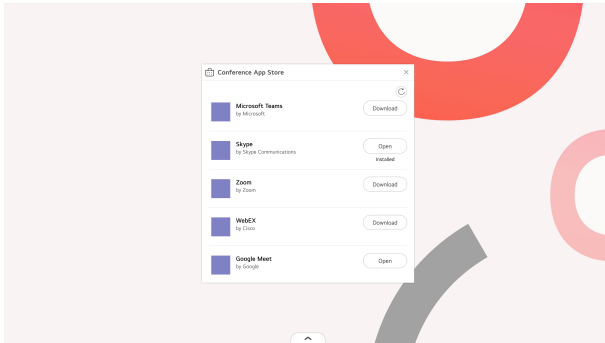 Conference App Store
Microsoft Teams
by Microsoft
Download
Skype
by Skype Communications
Open
Installed
Zoom
by Zoom
Download
WebEX
by Cisco
Download
Google Meet
by Google
Open